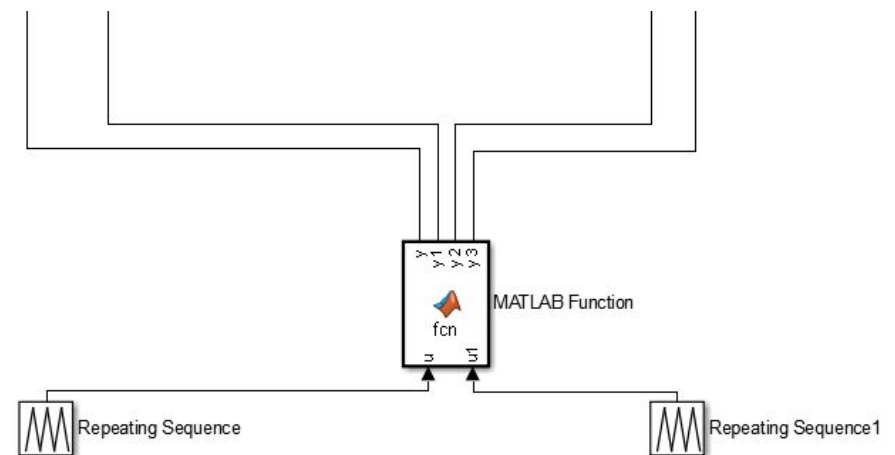 y
y1
y2
y3
MATLAB Function
fcn
u
u1
Repeating Sequence
Repeating Sequence1